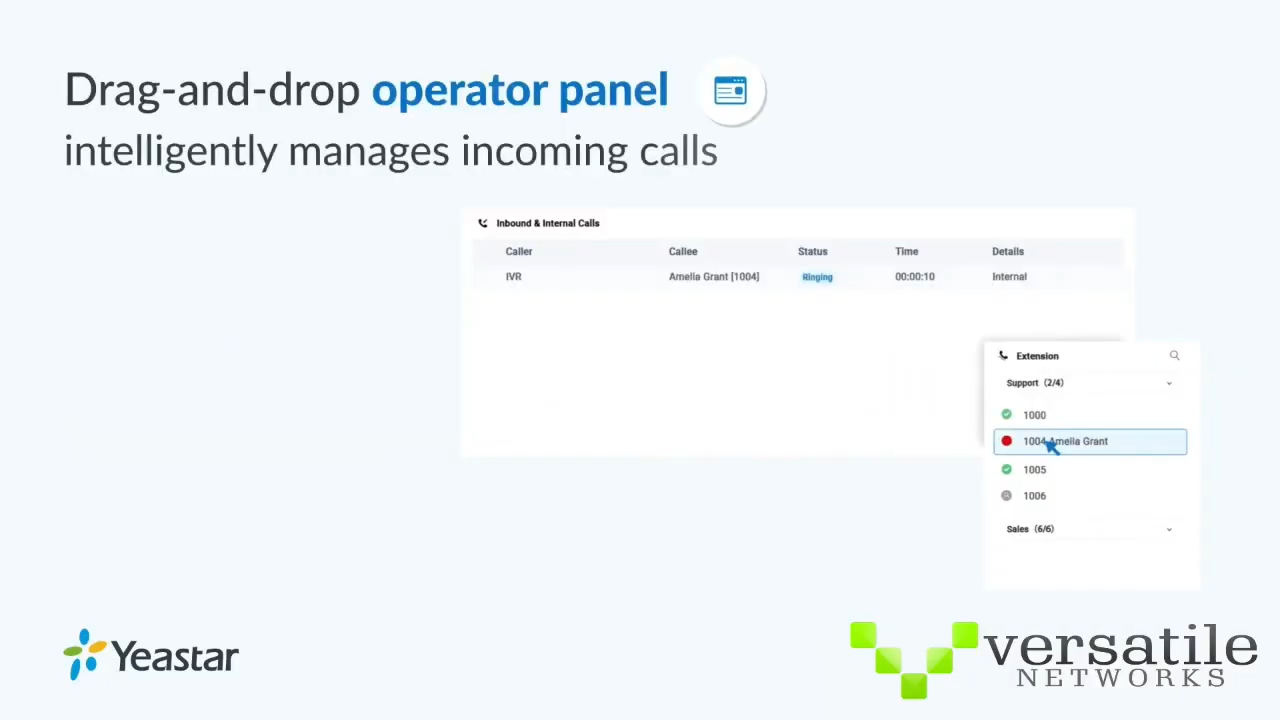 Drag-and-drop operator panel
intelligently manages incoming calls
Inbound & Internal Calls
Caller Callee Status Time Details
IVR Amelia Grant [1004] Ringing 00:00:10 Internal
Extension
Support (2/4)
1000
1004 Amelia Grant
1005
1006
Sales (6/6)
Yeastar
versatile
NETWORKS